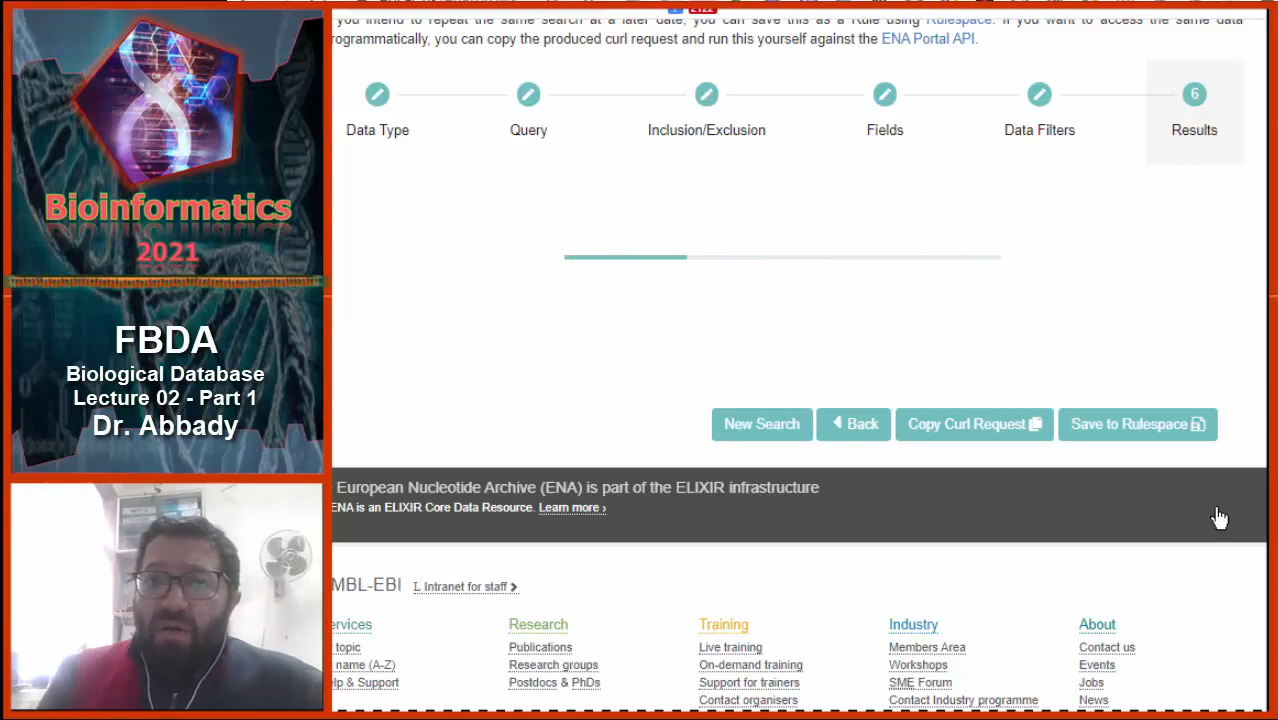 Bioinformatics
2021
FBDA
Biological Database
Lecture 02 - Part 1
Dr. Abbady
2122
you intend to repeat the same search at a later date, you can save this as a Rule using Rulespace. If you want to access the same data
rogrammatically, you can copy the produced curl request and run this yourself against the ENA Portal API.
6
Data Type Query Inclusion/Exclusion Fields Data Filters Results
New Search Back Copy Curl Request Save to Rulespace
European Nucleotide Archive (ENA) is part of the ELIXIR infrastructure
ENA is an ELIXIR Core Data Resource. Learn more ›
MBL-EBI Intranet for staff
ervices Research Training Industry About
topic Publications Live training Members Area Contact us
name (A-Z) Research groups On-demand training Workshops Events
lp & Support Postdocs & PhDs Support for trainers SME Forum Jobs
Contact organisers Contact Industry programme News